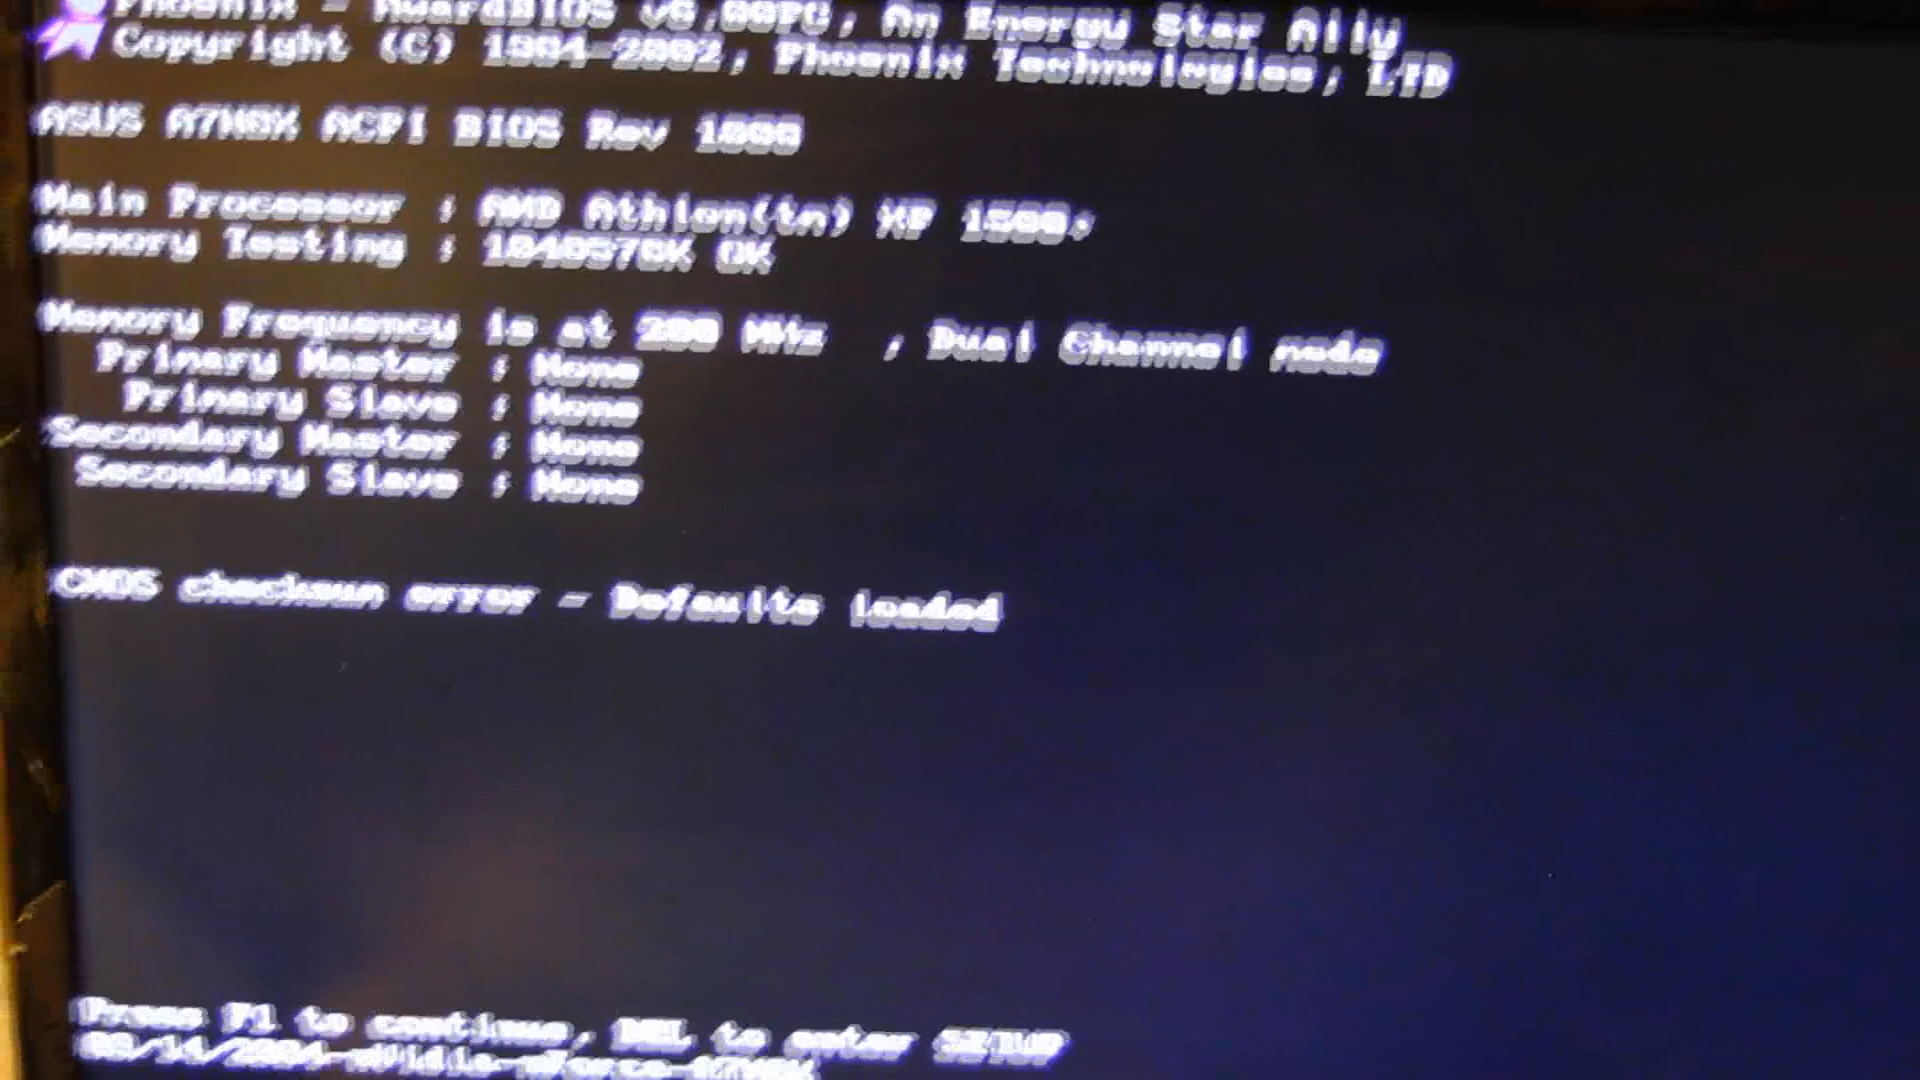 Phoenix - AwardBIOS v6.00PG, An Energy Star Ally
Copyright (C) 1984-2002, Phoenix Technologies, LTD
ASUS A7N8X ACPI BIOS Rev
Main Processor : AMD Athlon(tm) XP 1500+
Memory Testing : 1048576K OK
Memory Frequency is at 200 MHz , Dual Channel mode
Primary Master : None
Primary Slave : None
Secondary Master : None
Secondary Slave : None
CMOS checksum error - Defaults loaded
Press F1 to continue, DEL to enter SETUP